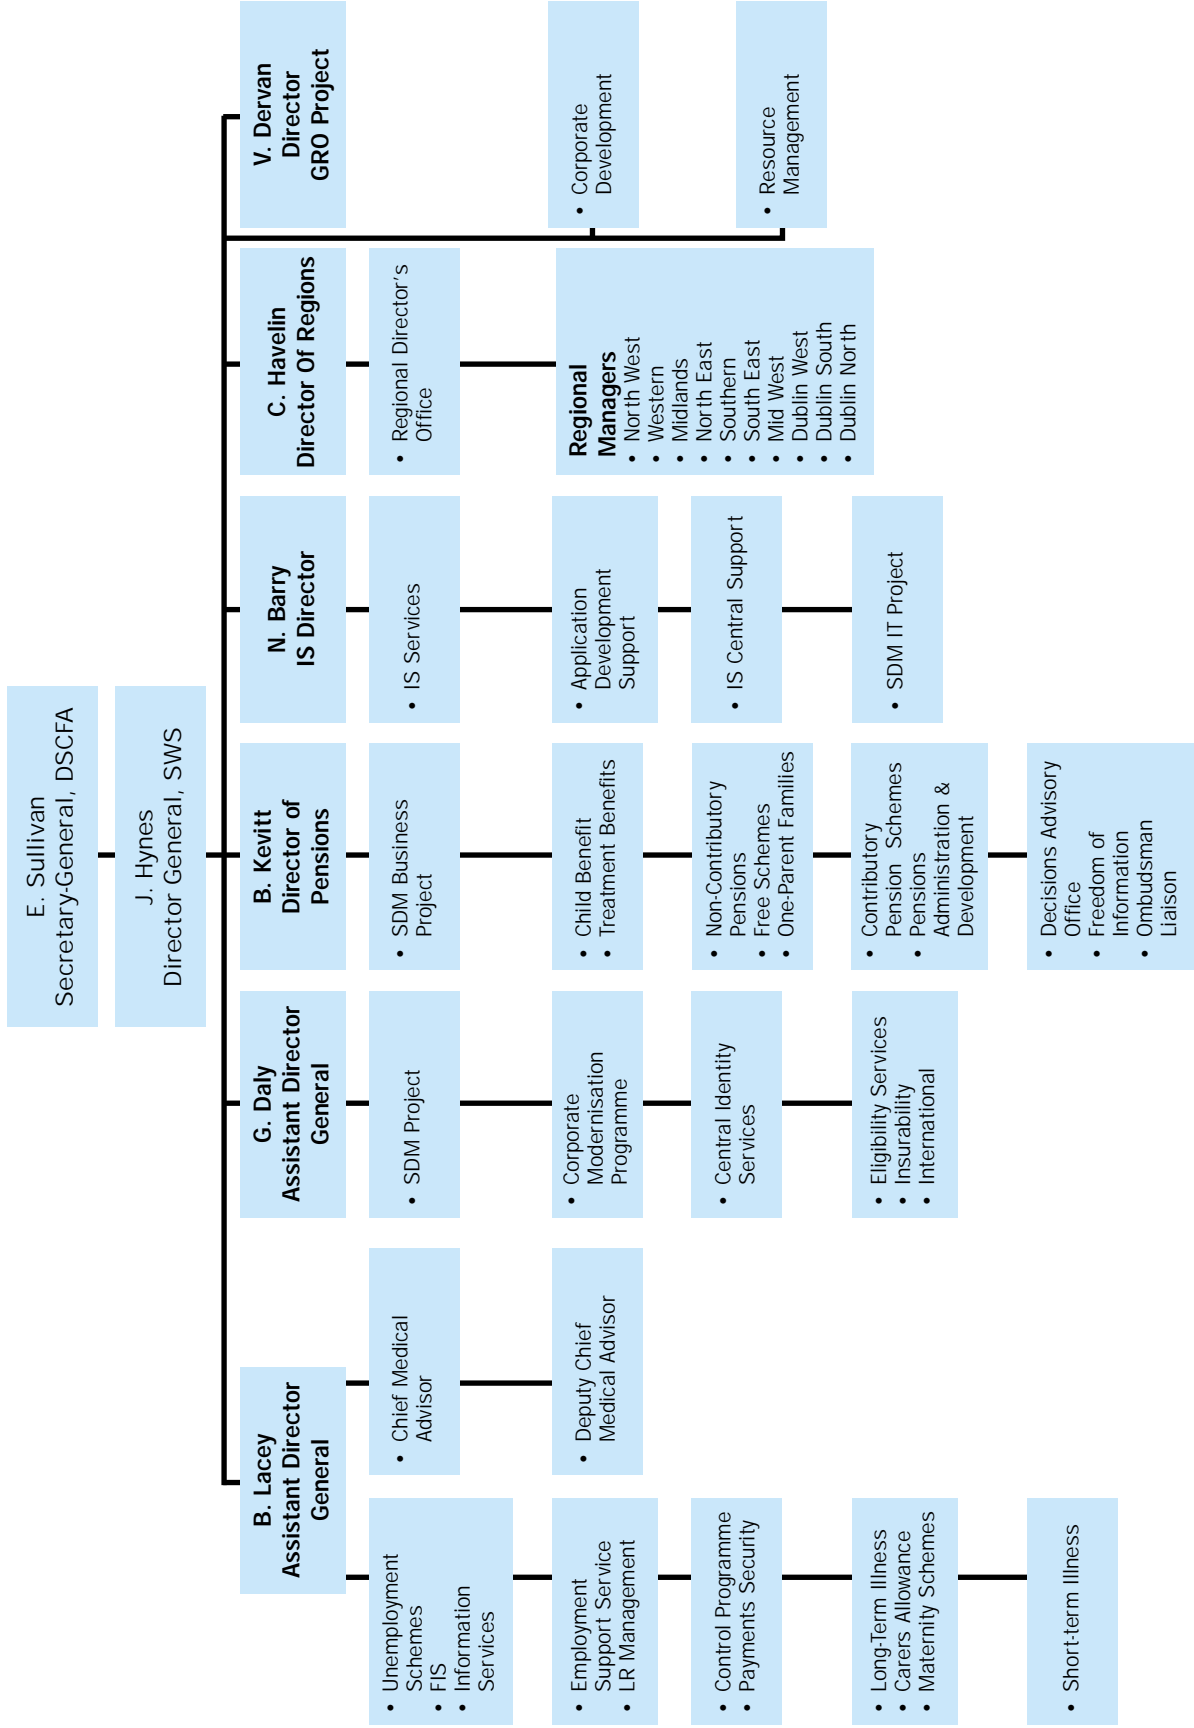 E. Sullivan
Secretary-General, DSCFA
J. Hynes
Director General, SWS
B. Lacey
Assistant Director
General
• Unemployment
Schemes
• FIS
• Information
Services
• Employment
Support Service
• LR Management
• Control Programme
• Payments Security
• Long-Term Illness
• Carers Allowance
• Maternity Schemes
• Short-term Illness
• Chief Medical
Advisor
• Deputy Chief
Medical Advisor
G. Daly
Assistant Director
General
• SDM Project
• Corporate
Modernisation
Programme
• Central Identity
Services
• Eligibility Services
• Insurability
• International
B. Kevitt
Director of
Pensions
• SDM Business
Project
• Child Benefit
• Treatment Benefits
• Non-Contributory
Pensions
• Free Schemes
• One-Parent Families
• Contributory
Pension Schemes
• Pensions
Administration &
Development
• Decisions Advisory
Office
• Freedom of
Information
• Ombudsman
Liaison
N. Barry
IS Director
• IS Services
• Application
Development
Support
• IS Central Support
• SDM IT Project
C. Havelin
Director Of Regions
• Regional Director's
Office
Regional
Managers
• North West
• Western
• Midlands
• North East
• Southern
• South East
• Mid West
• Dublin West
• Dublin South
• Dublin North
V. Dervan
Director
GRO Project
• Corporate
Development
• Resource
Management